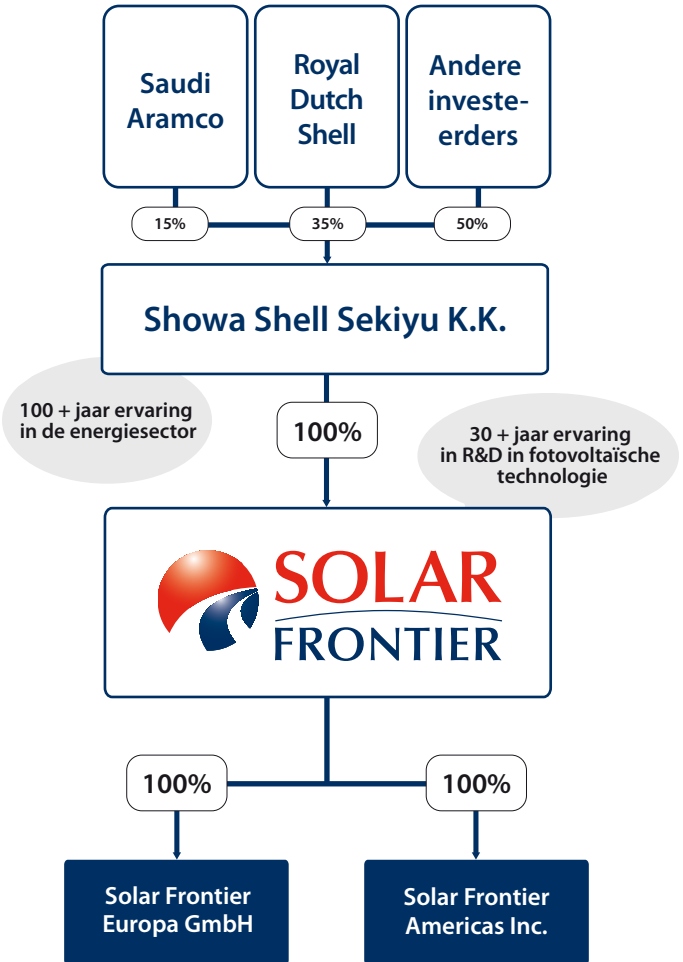 Saudi
Aramco
Royal
Dutch
Shell
Andere
investe-
erders
15%
35%
50%
Showa Shell Sekiyu K.K.
100 + jaar ervaring
in de energiesector
100%
30 + jaar ervaring
in R&D in fotovoltaïsche
technologie
SOLAR
FRONTIER
100%
100%
Solar Frontier
Europa GmbH
Solar Frontier
Americas Inc.